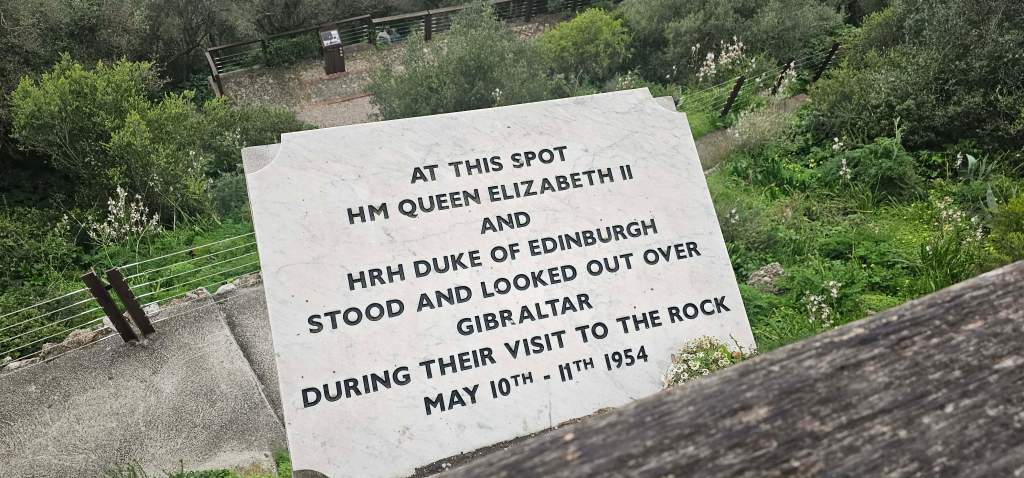 AT THIS SPOT
HM QUEEN ELIZABETH II
AND
HRH DUKE OF EDINBURGH
STOOD AND LOOKED OUT OVER
GIBRALTAR
DURING THEIR VISIT TO THE ROCK
MAY 10TH - 11TH 1954